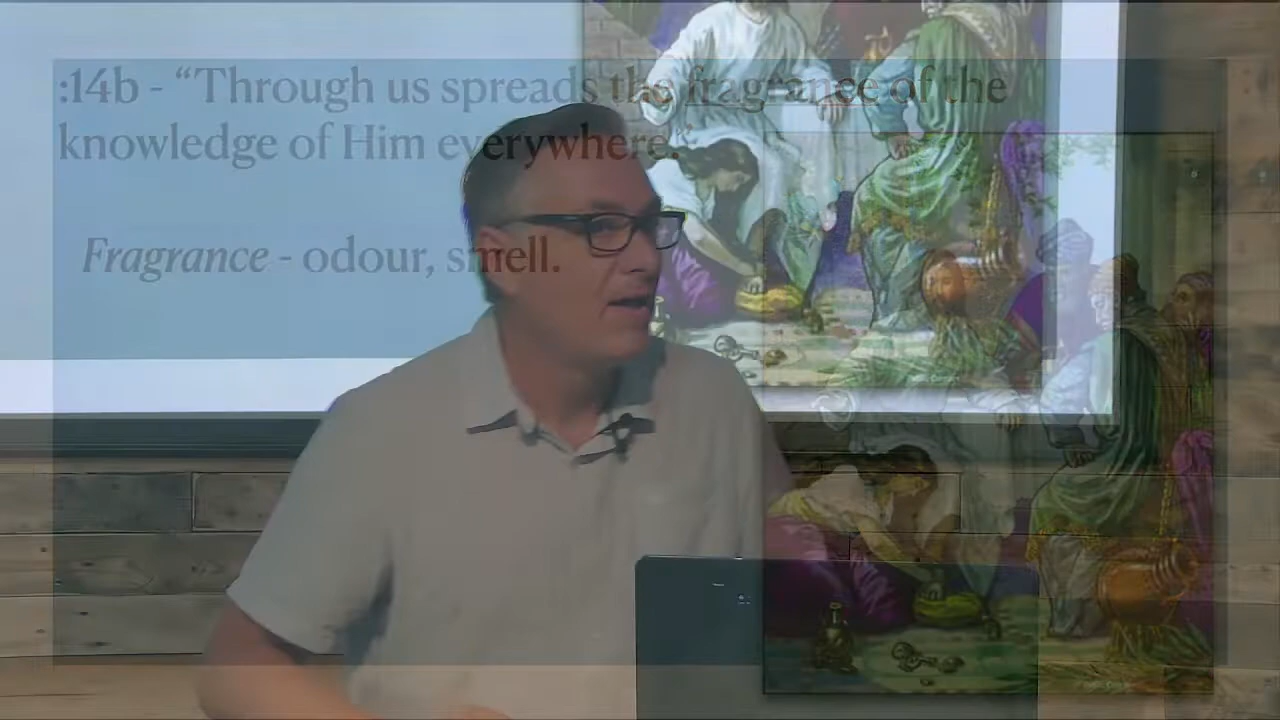 :14b - “Through us spreads the fragrance of the
knowledge of Him everywhere.”
Fragrance - odour, smell.